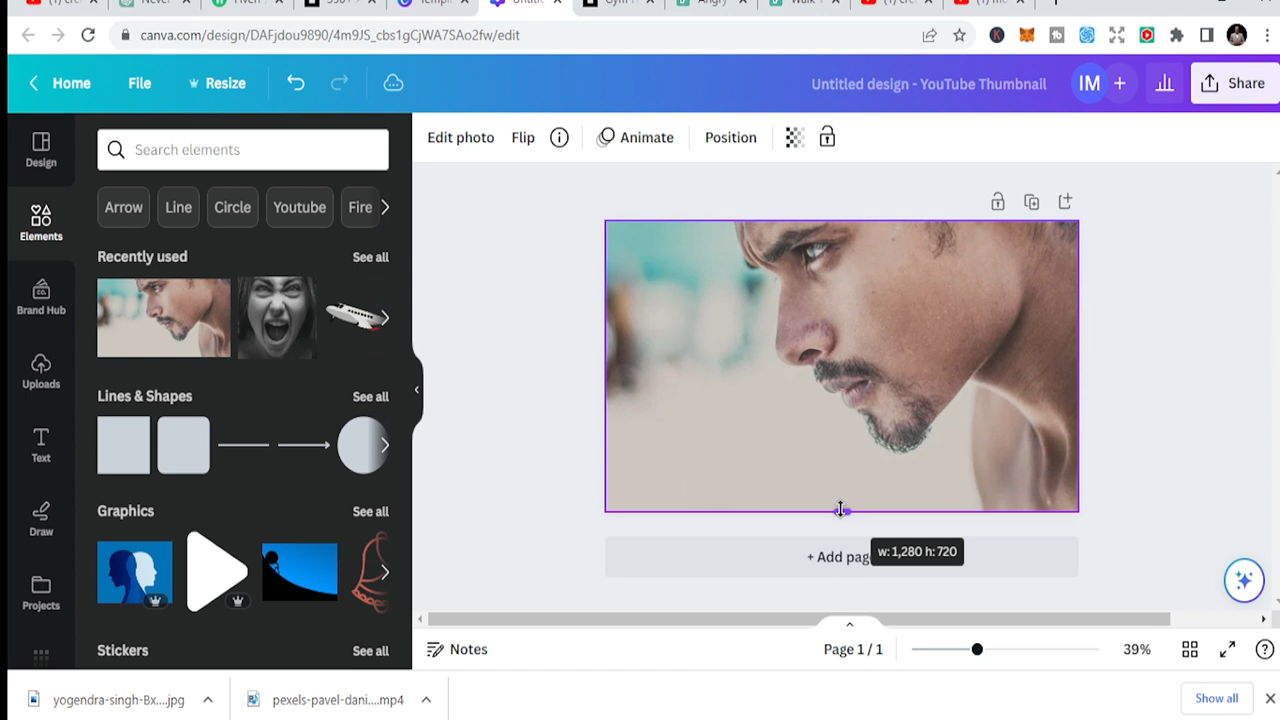 canva.com/design/DAFjdou9890/4m9JS_cbs1gCjWA7SAo2fw/edit
Home File Resize Untitled design - YouTube Thumbnail IM + Share
Design
Elements
Brand Hub
Uploads
Text
Draw
Projects
Search elements
Arrow Line Circle Youtube Fire
Recently used See all
Lines & Shapes See all
Graphics See all
Stickers See all
Edit photo Flip Animate Position
+ Add pag
w: 1,280 h: 720
Notes Page 1 / 1 39%
yogendra-singh-8x....jpg pexels-pavel-dani....mp4 Show all